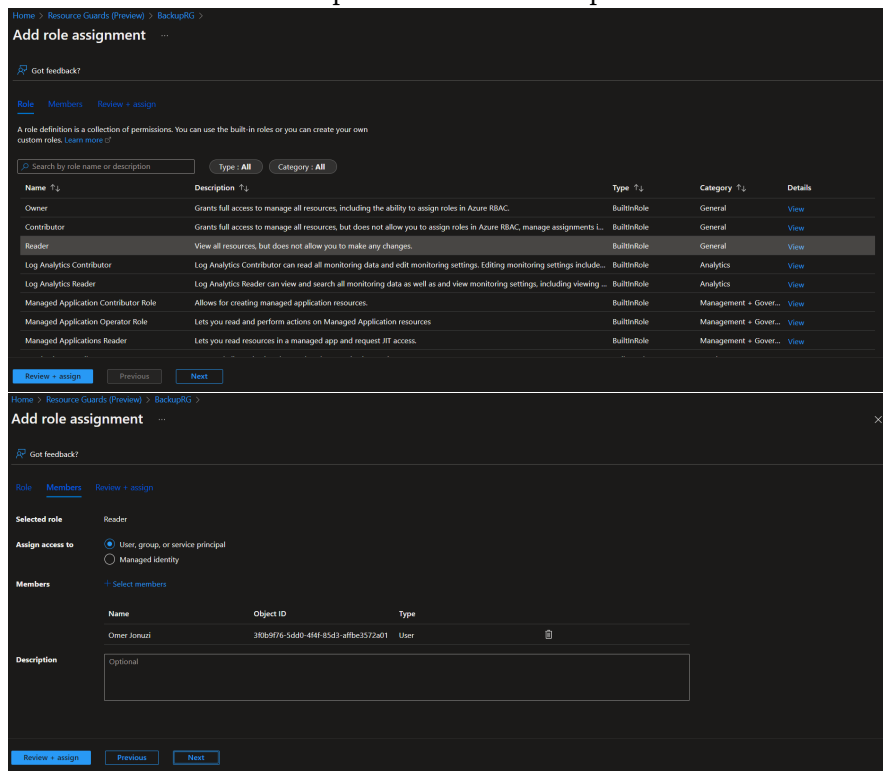 Home > Resource Guards (Preview) > BackupRG >
Add role assignment ...
Got feedback?
Role Members Review + assign
A role definition is a collection of permissions. You can use the built-in roles or you can create your own
custom roles. Learn more
Search by role name or description Type : All Category : All
Name ↑↓ Description ↑↓ Type ↑↓ Category ↑↓ Details
Owner Grants full access to manage all resources, including the ability to assign roles in Azure RBAC. BuiltInRole General View
Contributor Grants full access to manage all resources, but does not allow you to assign roles in Azure RBAC, manage assignments i... BuiltInRole General View
Reader View all resources, but does not allow you to make any changes. BuiltInRole General View
Log Analytics Contributor Log Analytics Contributor can read all monitoring data and edit monitoring settings. Editing monitoring settings include... BuiltInRole Analytics View
Log Analytics Reader Log Analytics Reader can view and search all monitoring data as well as and view monitoring settings, including viewing ... BuiltInRole Analytics View
Managed Application Contributor Role Allows for creating managed application resources. BuiltInRole Management + Gover... View
Managed Application Operator Role Lets you read and perform actions on Managed Application resources BuiltInRole Management + Gover... View
Managed Applications Reader Lets you read resources in a managed app and request JIT access. BuiltInRole Management + Gover... View
Review + assign Previous Next
Home > Resource Guards (Preview) > BackupRG >
Add role assignment ...
Got feedback?
Role Members Review + assign
Selected role Reader
Assign access to User, group, or service principal
Managed identity
Members + Select members
Name Object ID Type
Omer Jonuzi 3f0b9f76-5dd0-4f4f-85d3-affbe3572a01 User
Description Optional
Review + assign Previous Next